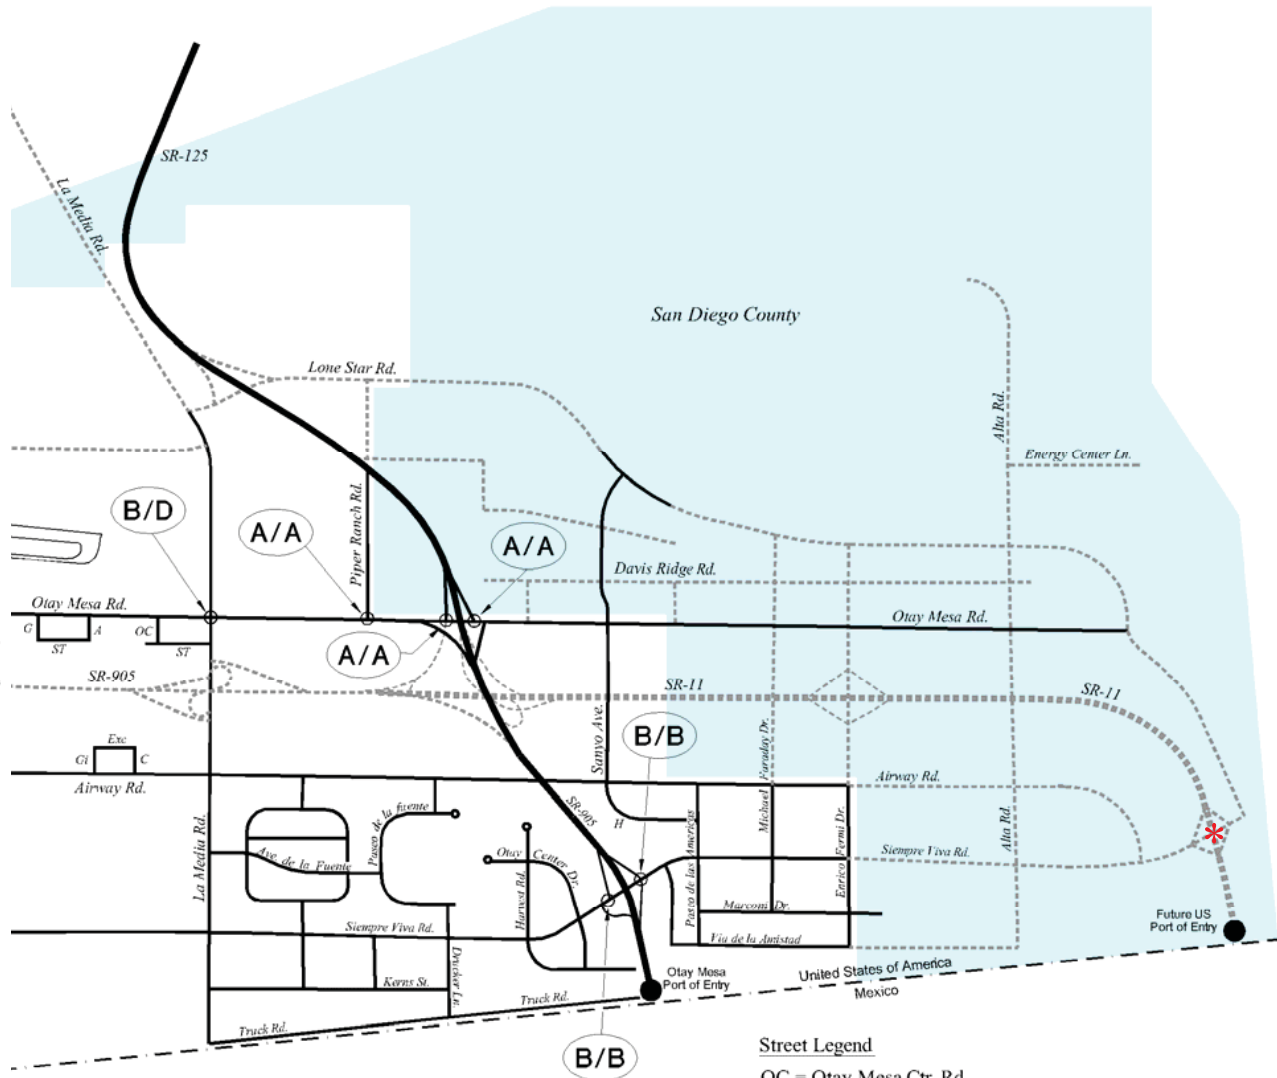 SR-125
La Media Rd.
San Diego County
Lone Star Rd.
Alta Rd.
Energy Center Ln.
B/D
A/A
Piper Ranch Rd.
A/A
Davis Ridge Rd.
Otay Mesa Rd.
Otay Mesa Rd.
G
A
OC
ST
ST
A/A
SR-905
SR-11
SR-11
Sanyo Ave.
B/B
Michael Faraday Dr.
Exc
Gi
C
Airway Rd.
Airway Rd.
SR-905
H
Paseo de la fuente
La Media Rd.
Ave de la Fuente
Otay Center Dr.
Harvest Rd.
Paseo de las Americas
Enrico Fermi Dr.
Alta Rd.
Siempre Viva Rd.
*
Marconi Dr.
Siempre Viva Rd.
Via de la Amistad
Future US
Port of Entry
Drucker Ln.
Kerns St.
Otay Mesa
Port of Entry
United States of America
Mexico
Truck Rd.
Truck Rd.
B/B
Street Legend
OC = Otay Mesa Ctr. Rd.